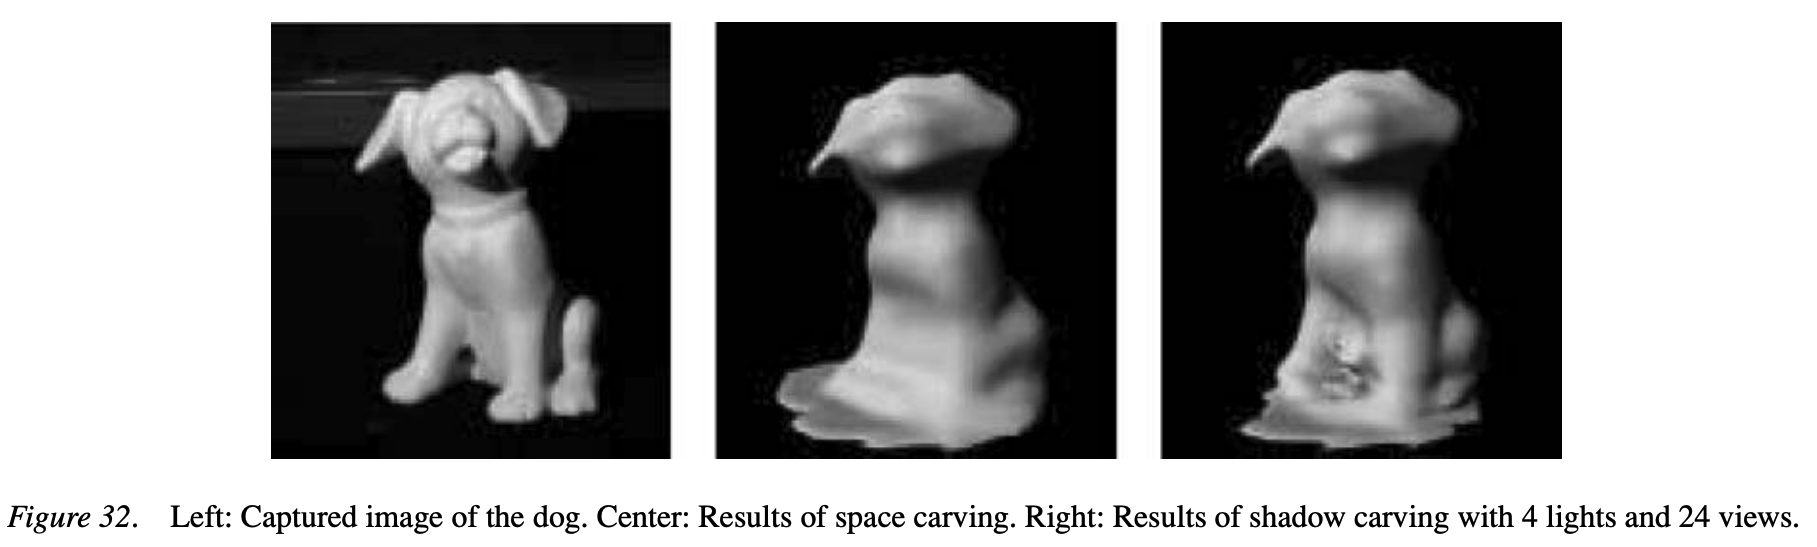 Figure 32. Left: Captured image of the dog. Center: Results of space carving. Right: Results of shadow carving with 4 lights and 24 views.